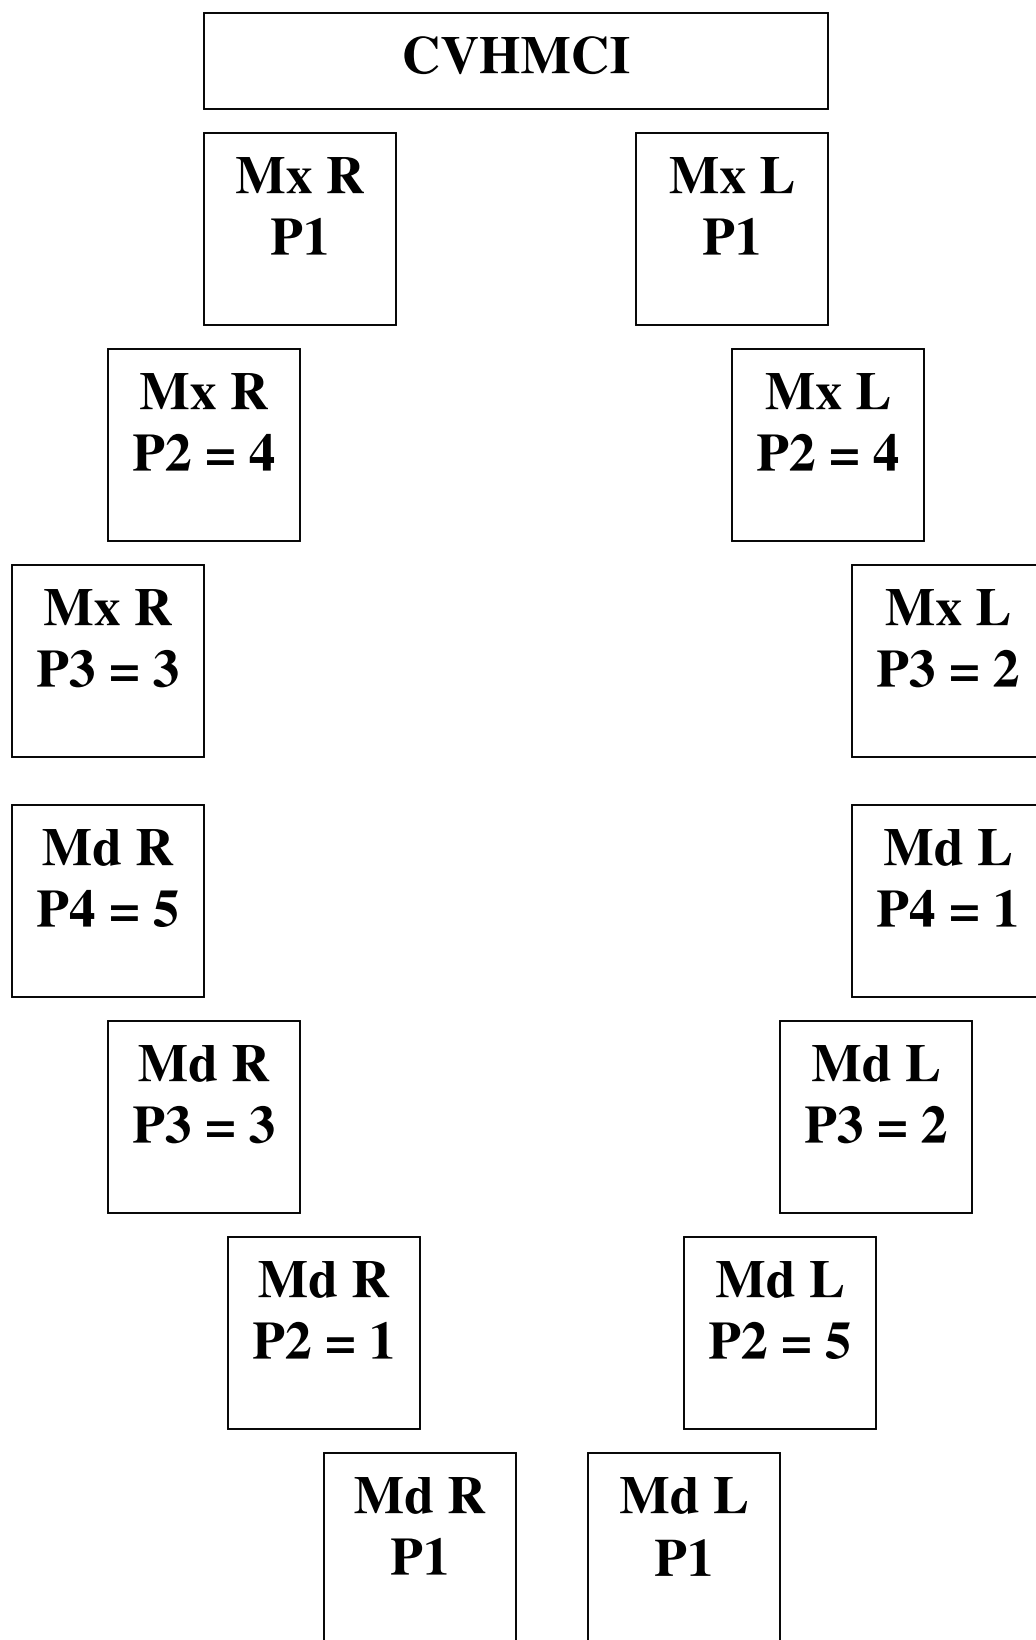 CVHMCI
Mx R
P1
Mx L
P1
Mx R
P2 = 4
Mx L
P2 = 4
Mx R
P3 = 3
Mx L
P3 = 2
Md R
P4 = 5
Md L
P4 = 1
Md R
P3 = 3
Md L
P3 = 2
Md R
P2 = 1
Md L
P2 = 5
Md R
P1
Md L
P1